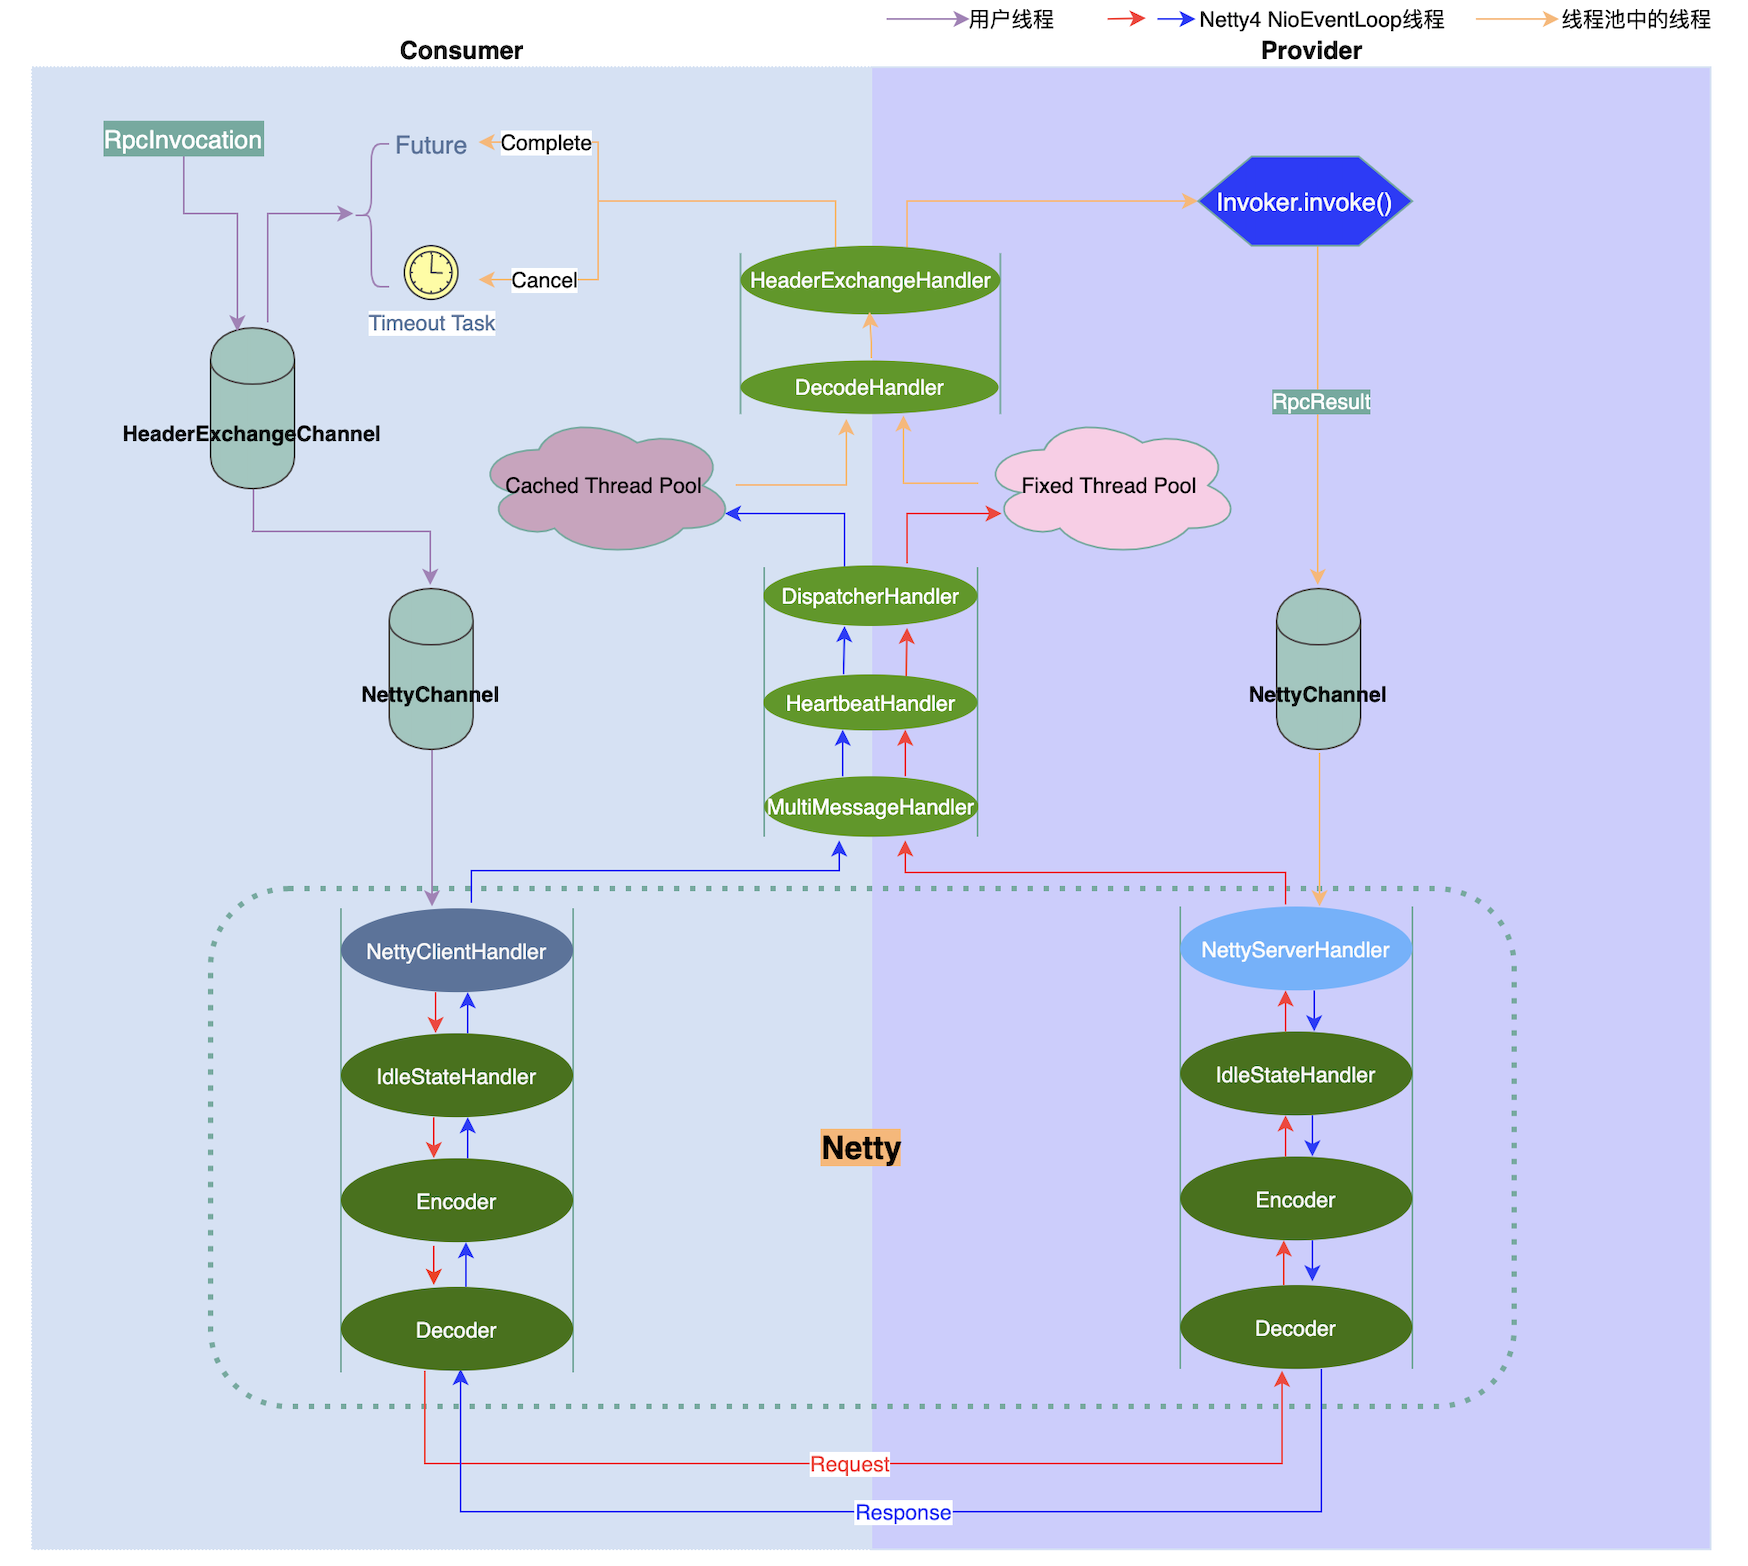 用户线程
Netty4 NioEventLoop线程
线程池中的线程
Consumer
Provider
RpcInvocation
Future
Complete
Invoker.invoke()
Cancel
HeaderExchangeHandler
Timeout Task
DecodeHandler
RpcResult
HeaderExchangeChannel
Cached Thread Pool
Fixed Thread Pool
DispatcherHandler
NettyChannel
HeartbeatHandler
NettyChannel
MultiMessageHandler
NettyClientHandler
NettyServerHandler
IdleStateHandler
IdleStateHandler
Netty
Encoder
Encoder
Decoder
Decoder
Request
Response